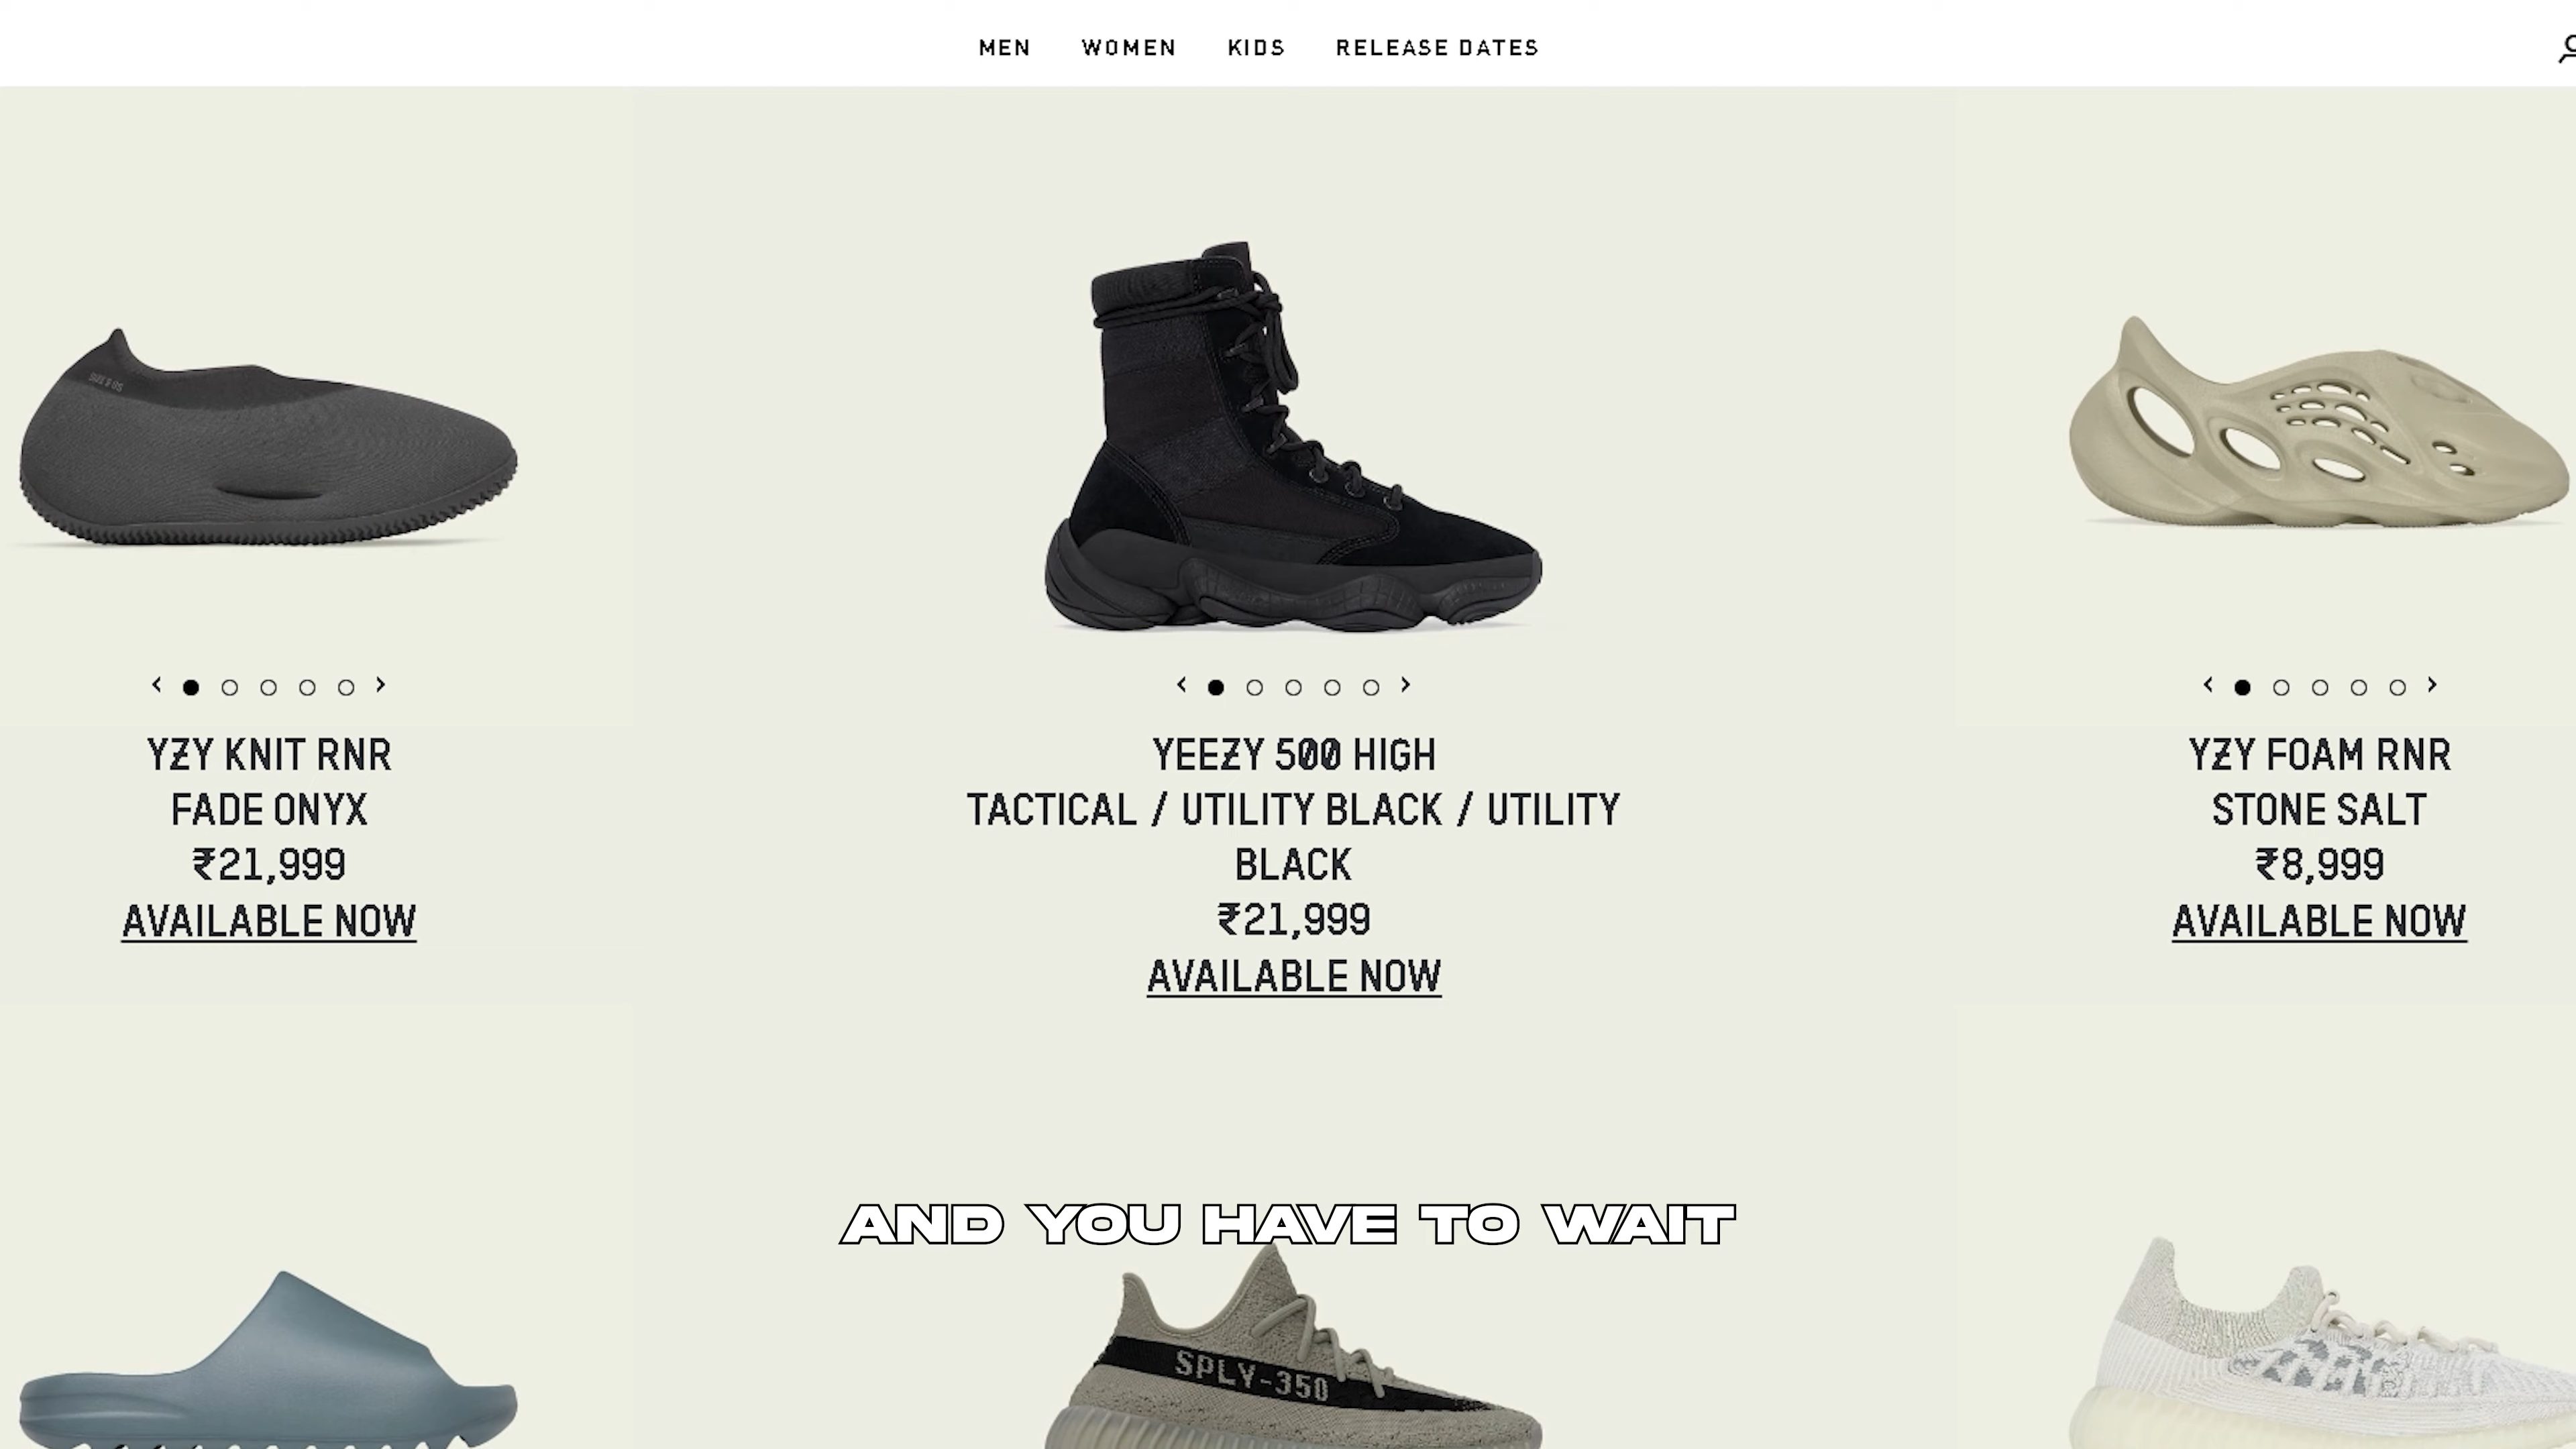 MEN WOMEN KIDS RELEASE DATES
YZY KNIT RNR
FADE ONYX
₹21,999
AVAILABLE NOW
YEEZY 500 HIGH
TACTICAL / UTILITY BLACK / UTILITY
BLACK
₹21,999
AVAILABLE NOW
YZY FOAM RNR
STONE SALT
₹8,999
AVAILABLE NOW
AND YOU HAVE TO WAIT
SPLY-350